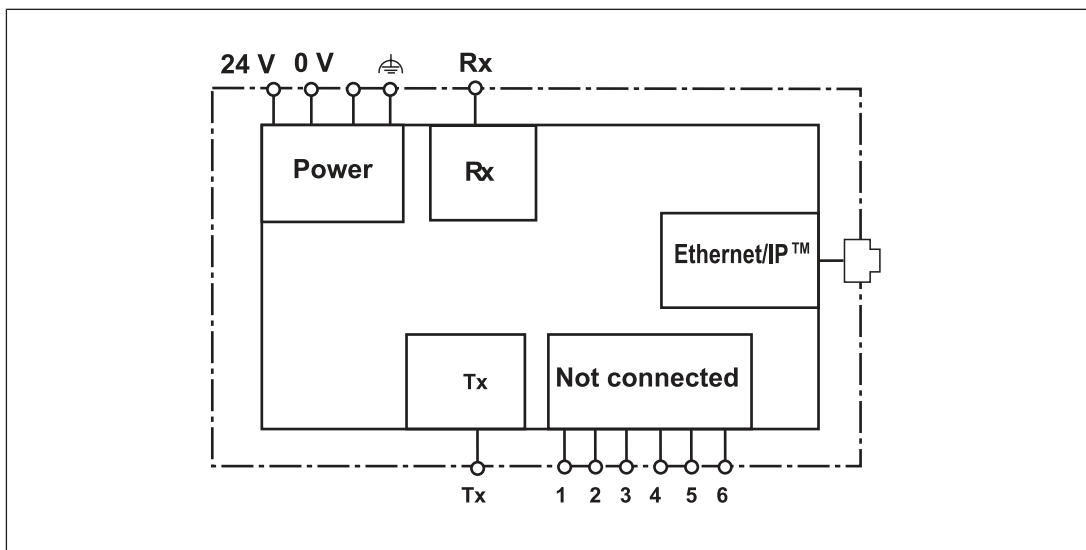 24 V 0 V Rx
Power
Rx
Ethernet/IP™
Tx
Not connected
Tx 1 2 3 4 5 6